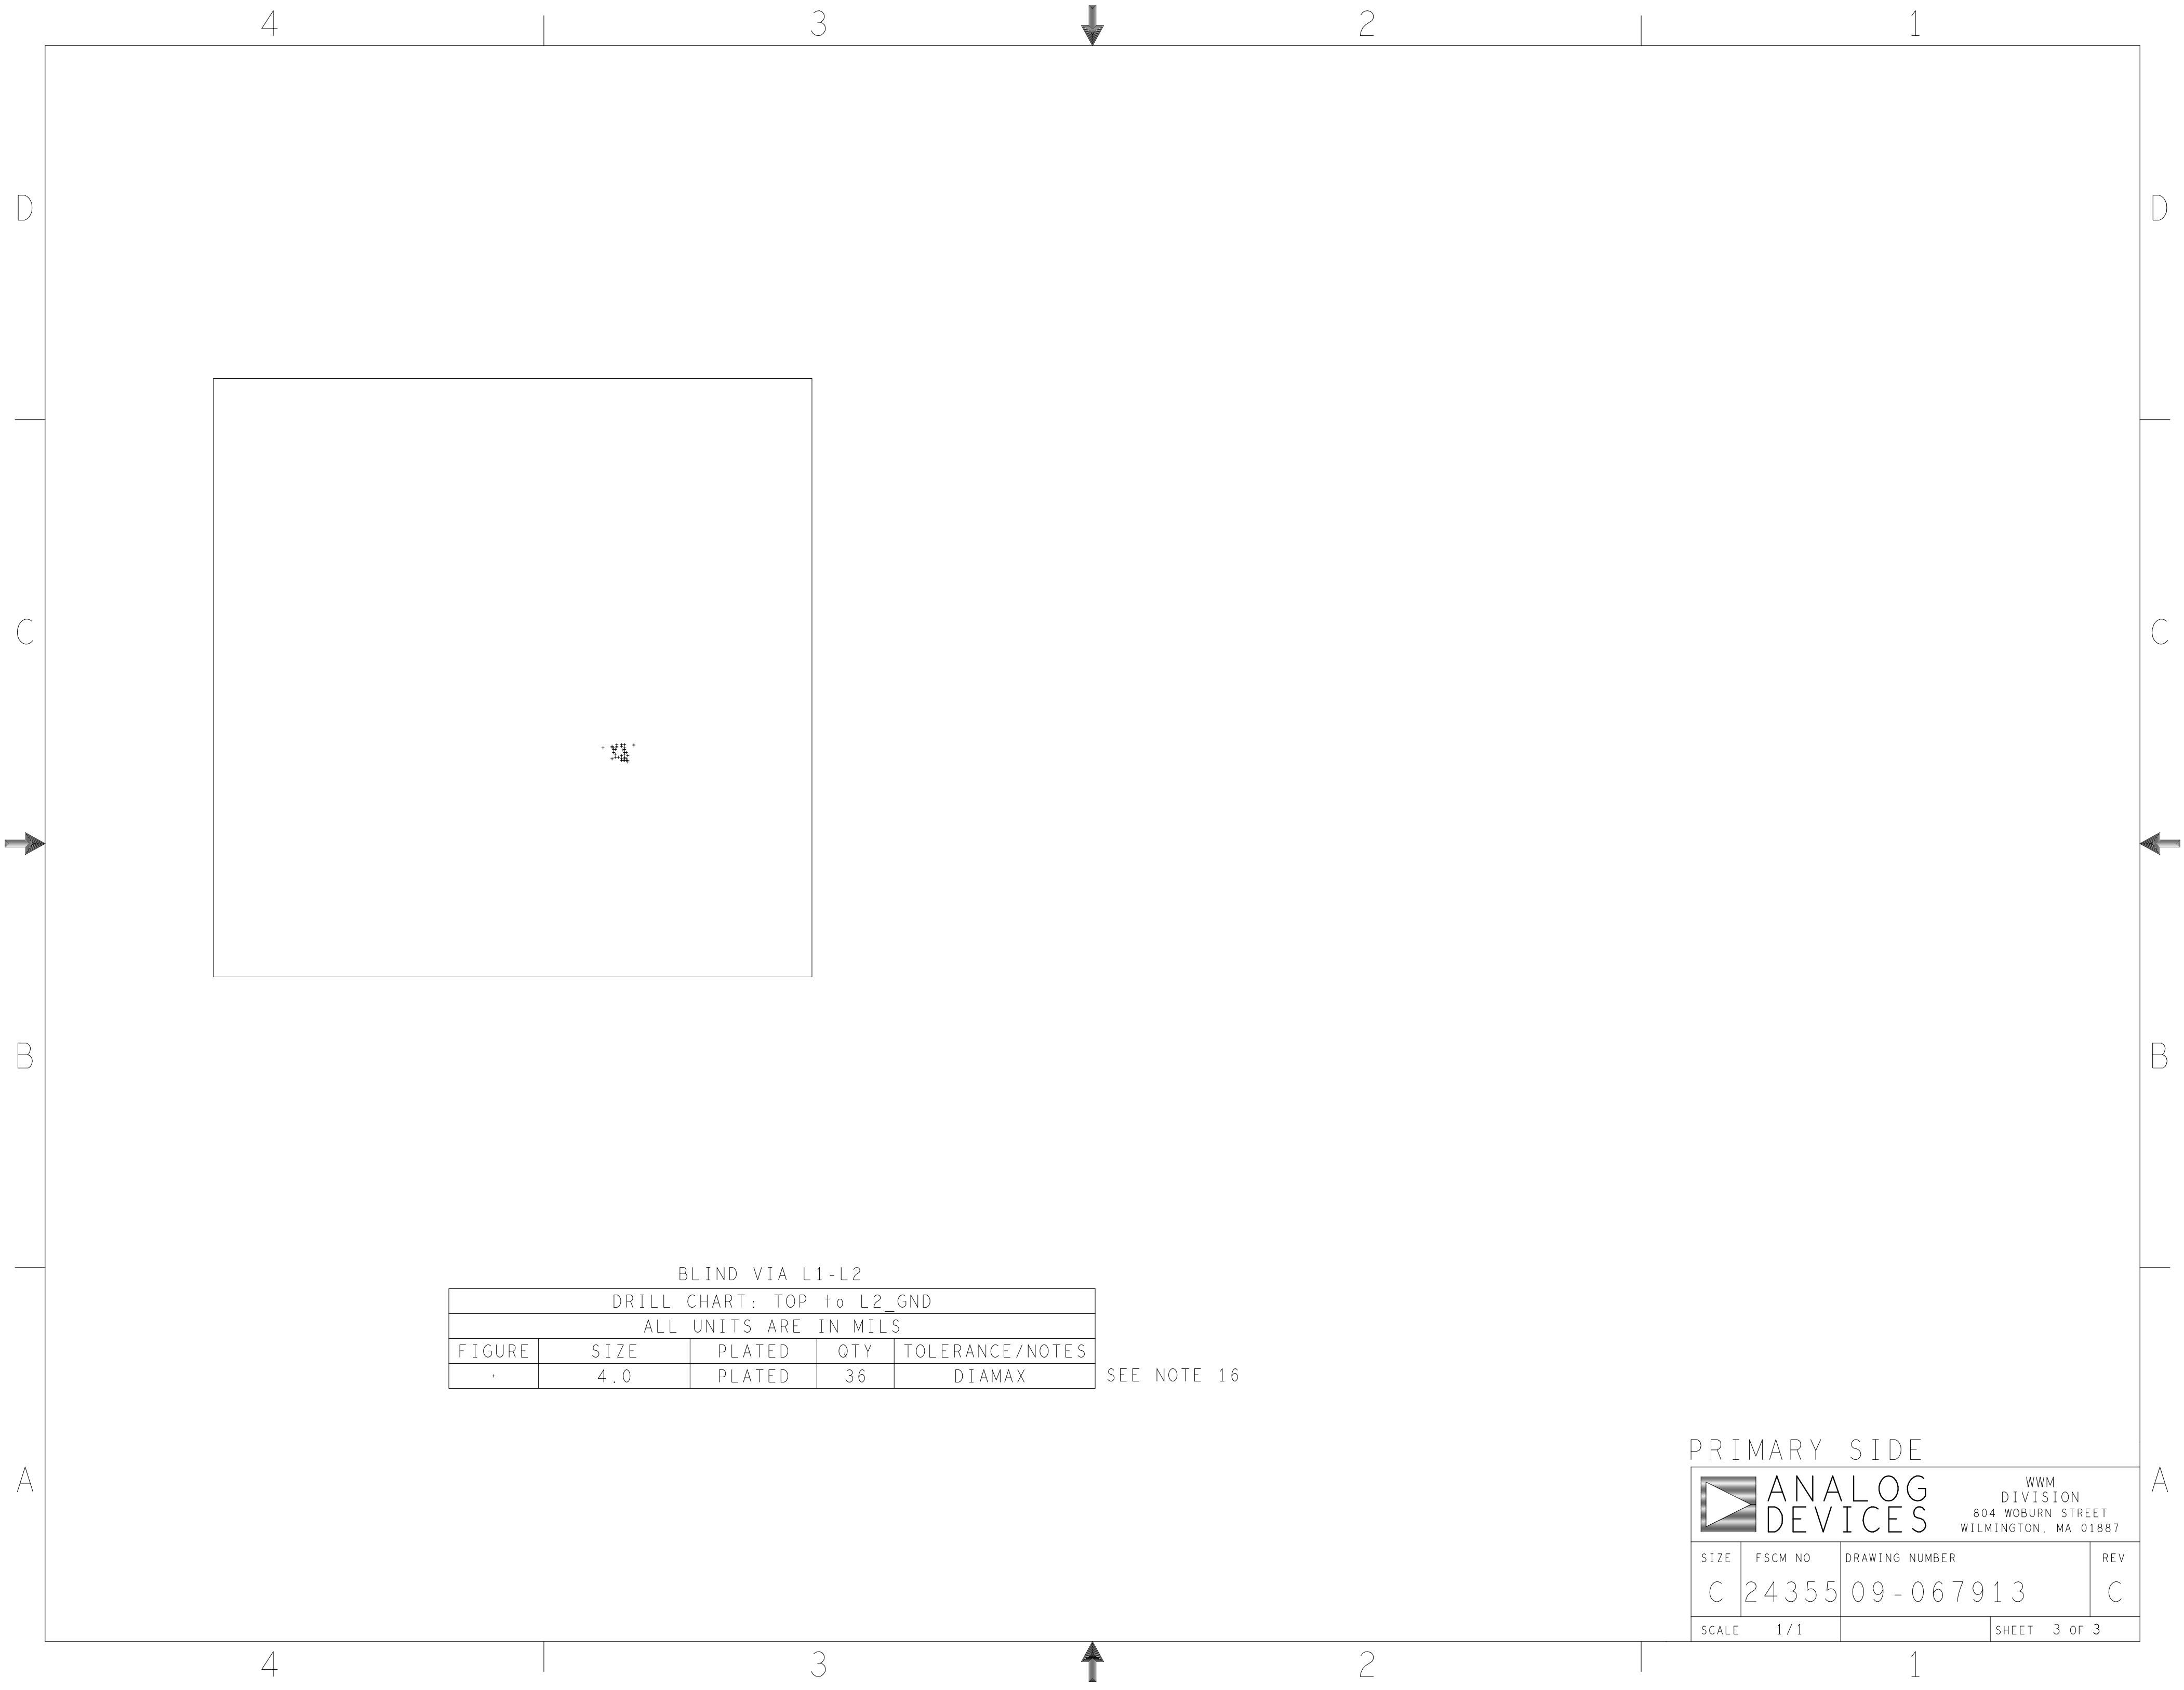 4 3 2 1
D D
C C
B B
BLIND VIA L1-L2
DRILL CHART: TOP to L2_GND
ALL UNITS ARE IN MILS
FIGURE SIZE PLATED QTY TOLERANCE/NOTES
4.0 PLATED 36 DIAMAX SEE NOTE 16
PRIMARY SIDE
A A
ANALOG
DEVICES
WWM
DIVISION
804 WOBURN STREET
WILMINGTON, MA 01887
SIZE FSCM NO DRAWING NUMBER REV
C 24355 09-067913 C
SCALE 1/1 SHEET 3 OF 3
4 3 2 1